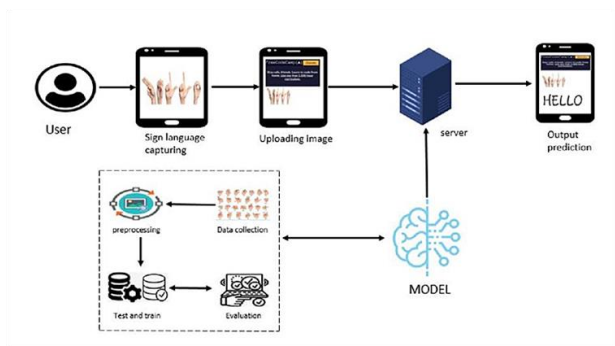 User
Sign language
capturing
Uploading image
server
HELLO
Output
prediction
preprocessing
Data collection
Test and train
Evaluation
MODEL